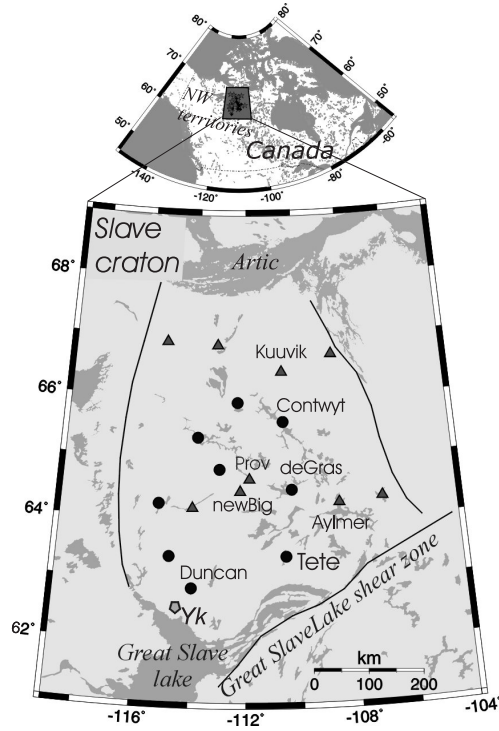 80°
80°
70°
70°
60°
60°
50°
50°
NW
territories
Canada
-140°
-120°
-100°
-80°
-60°
Slave
craton
Artic
68°
Kuuvik
66°
Contwyt
Prov
deGras
64°
newBig
Aylmer
Tete
Duncan
Yk
62°
Great Slave
lake
Great SlaveLake shear zone
km
0
100
200
-116°
-112°
-108°
-104°